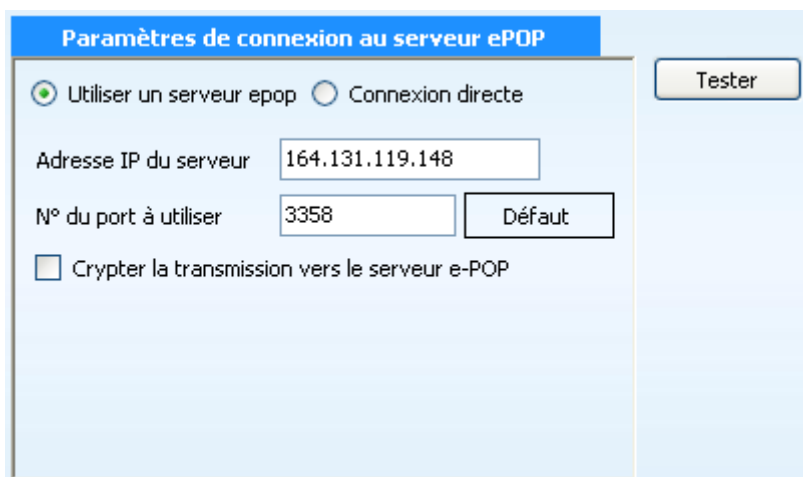 Paramètres de connexion au serveur ePOP
Tester
Utiliser un serveur epop Connexion directe
Adresse IP du serveur 164.131.119.148
N° du port à utiliser 3358 Défaut
Crypter la transmission vers le serveur e-POP